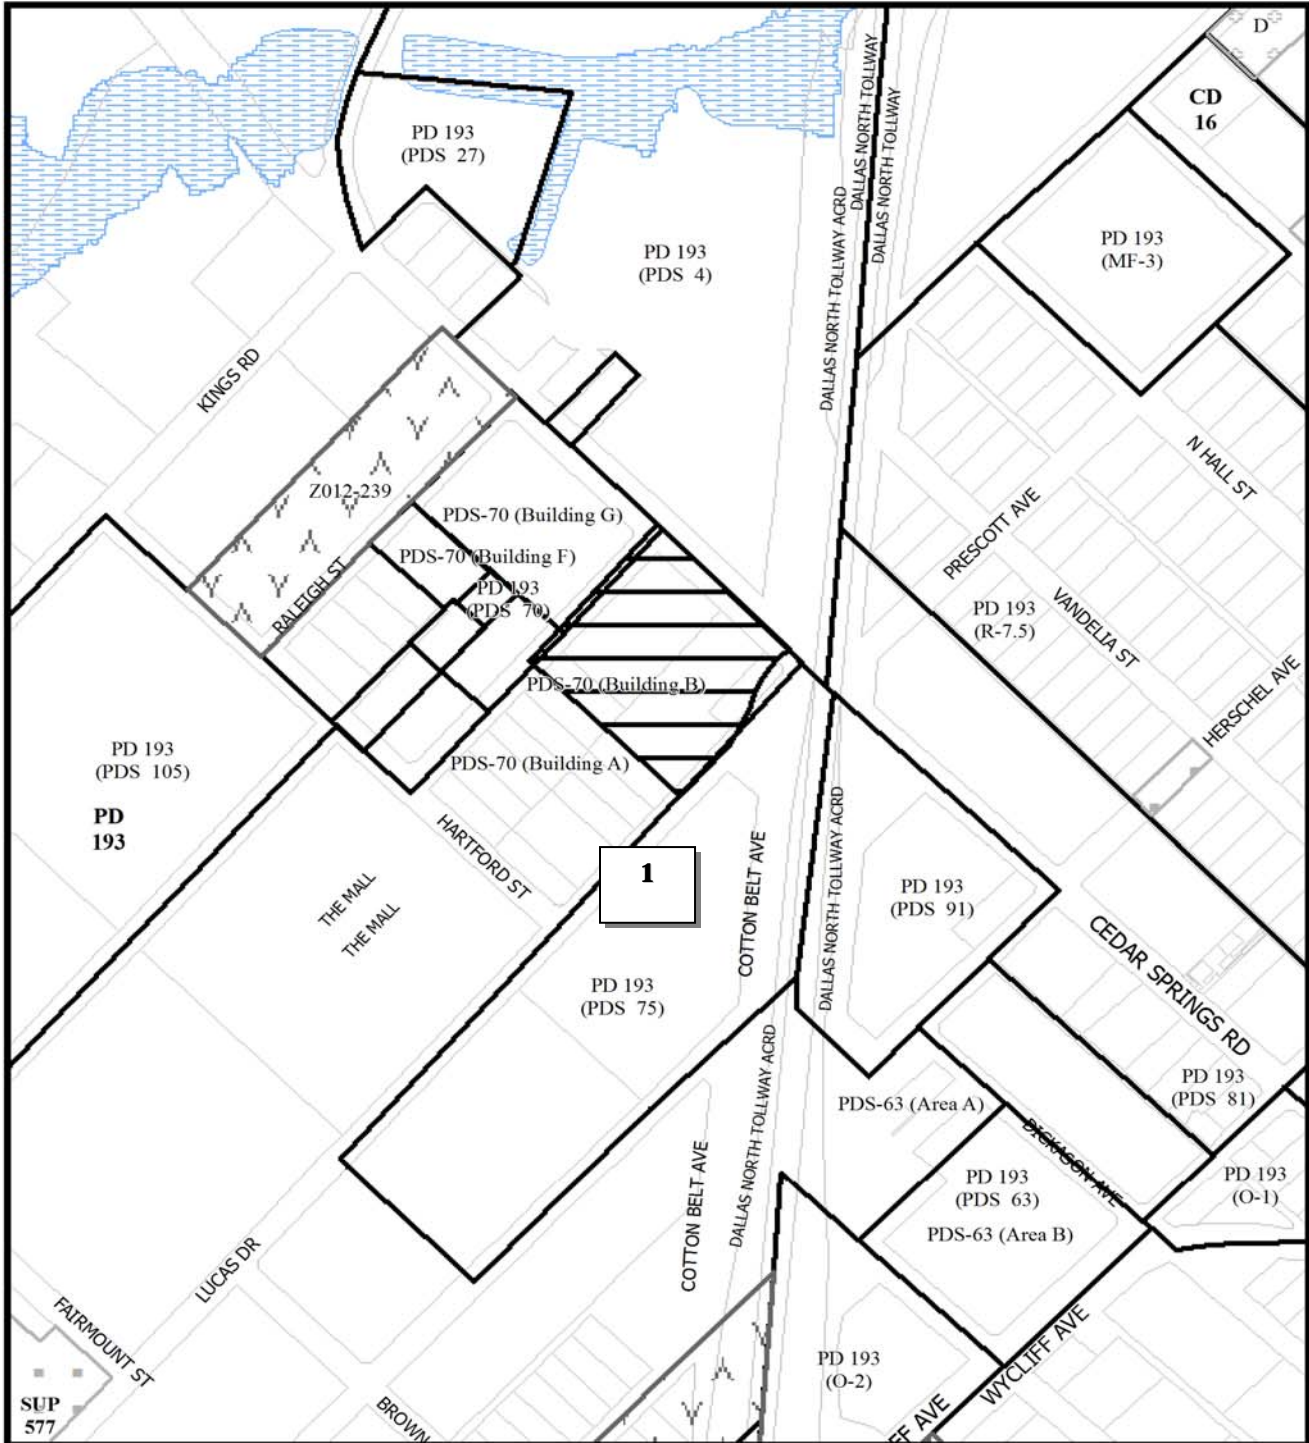 D
DALLAS NORTH TOLLWAY
DALLAS NORTH TOLLWAY
CD
16
PD 193
(PDS 27)
DALLAS NORTH TOLLWAY ACRD
PD 193
(PDS 4)
PD 193
(MF-3)
KINGS RD
N HALL ST
Z012-239
PDS-70 (Building G)
PDS-70 (Building F)
PD 193
(PDS 70)
RALEIGH ST
PRESCOTT AVE
PD 193
(R-7.5)
VANDELIA ST
HERSCHEL AVE
PDS-70 (Building B)
PD 193
(PDS 105)
PD
193
PDS-70 (Building A)
HARTFORD ST
1
COTTON BELT AVE
DALLAS NORTH TOLLWAY ACRD
PD 193
(PDS 91)
THE MALL
THE MALL
CEDAR SPRINGS RD
PD 193
(PDS 75)
PD 193
(PDS 81)
PDS-63 (Area A)
DICKASON AVE
DALLAS NORTH TOLLWAY ACRD
COTTON BELT AVE
PD 193
(PDS 63)
PDS-63 (Area B)
PD 193
(O-1)
LUCAS DR
FAIRMOUNT ST
WYCLIFF AVE
PD 193
(O-2)
SUP
577
BROWN
FF AVE